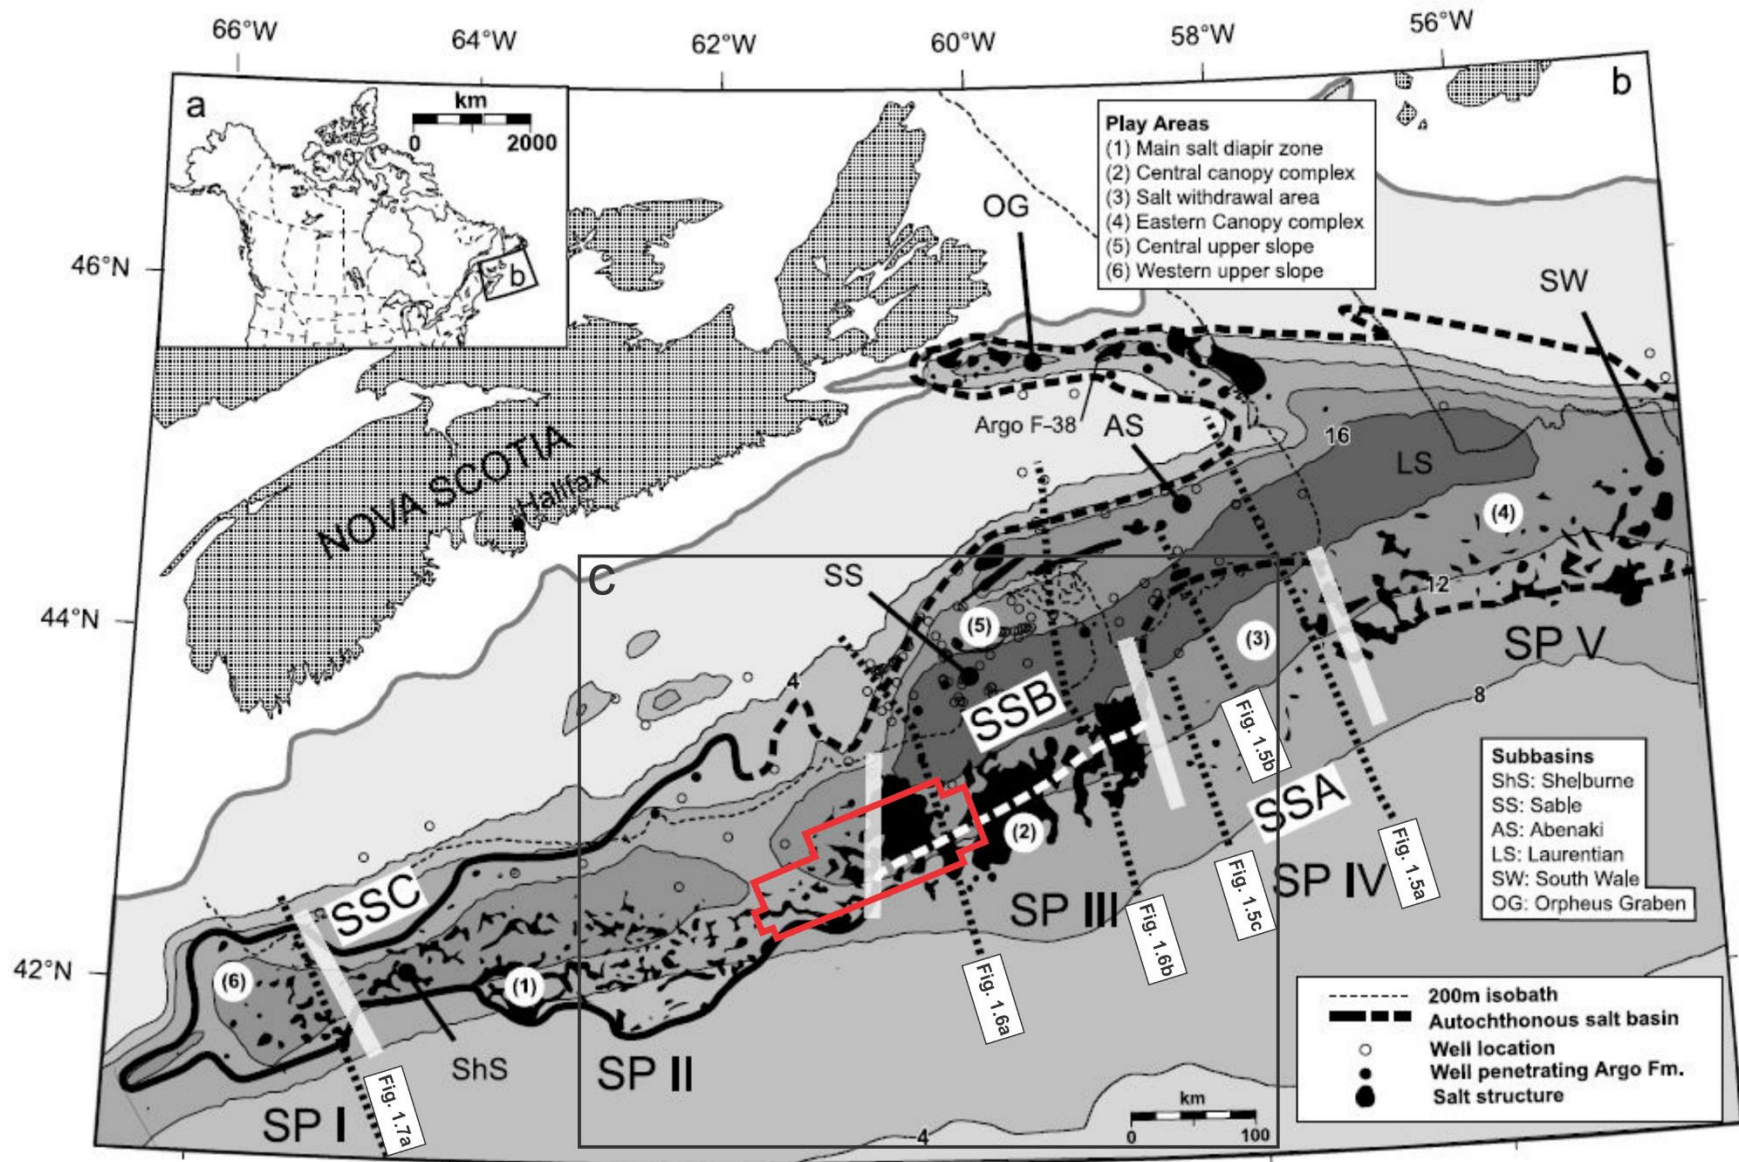 66°W
64°W
62°W
60°W
58°W
56°W
a
km
0
2000
b
b
Play Areas
(1) Main salt diapir zone
(2) Central canopy complex
(3) Salt withdrawal area
(4) Eastern Canopy complex
(5) Central upper slope
(6) Western upper slope
OG
46°N
SW
Argo F-38
AS
16
LS
NOVA SCOTIA
Halifax
(4)
C
SS
12
44°N
(5)
(3)
SP V
4
SSB
8
Fig. 1.5b
Subbasins
ShS: Shelburne
SS: Sable
AS: Abenaki
LS: Laurentian
SW: South Wale
OG: Orpheus Graben
SSA
(2)
SSC
SP III
SP IV
Fig. 1.5a
Fig. 1.5c
Fig. 1.6b
42°N
(6)
(1)
Fig. 1.6a
200m isobath
Autochthonous salt basin
Well location
Well penetrating Argo Fm.
Salt structure
ShS
SP II
SP I
Fig. 1.7a
km
0
100
4